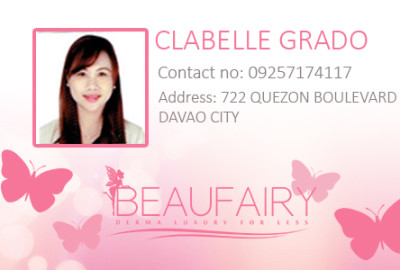 CLABELLE GRADO
Contact no: 09257174117
Address: 722 QUEZON BOULEVARD
DAVAO CITY
BEAUFAIRY
DERMA LUXURY FOR LESS